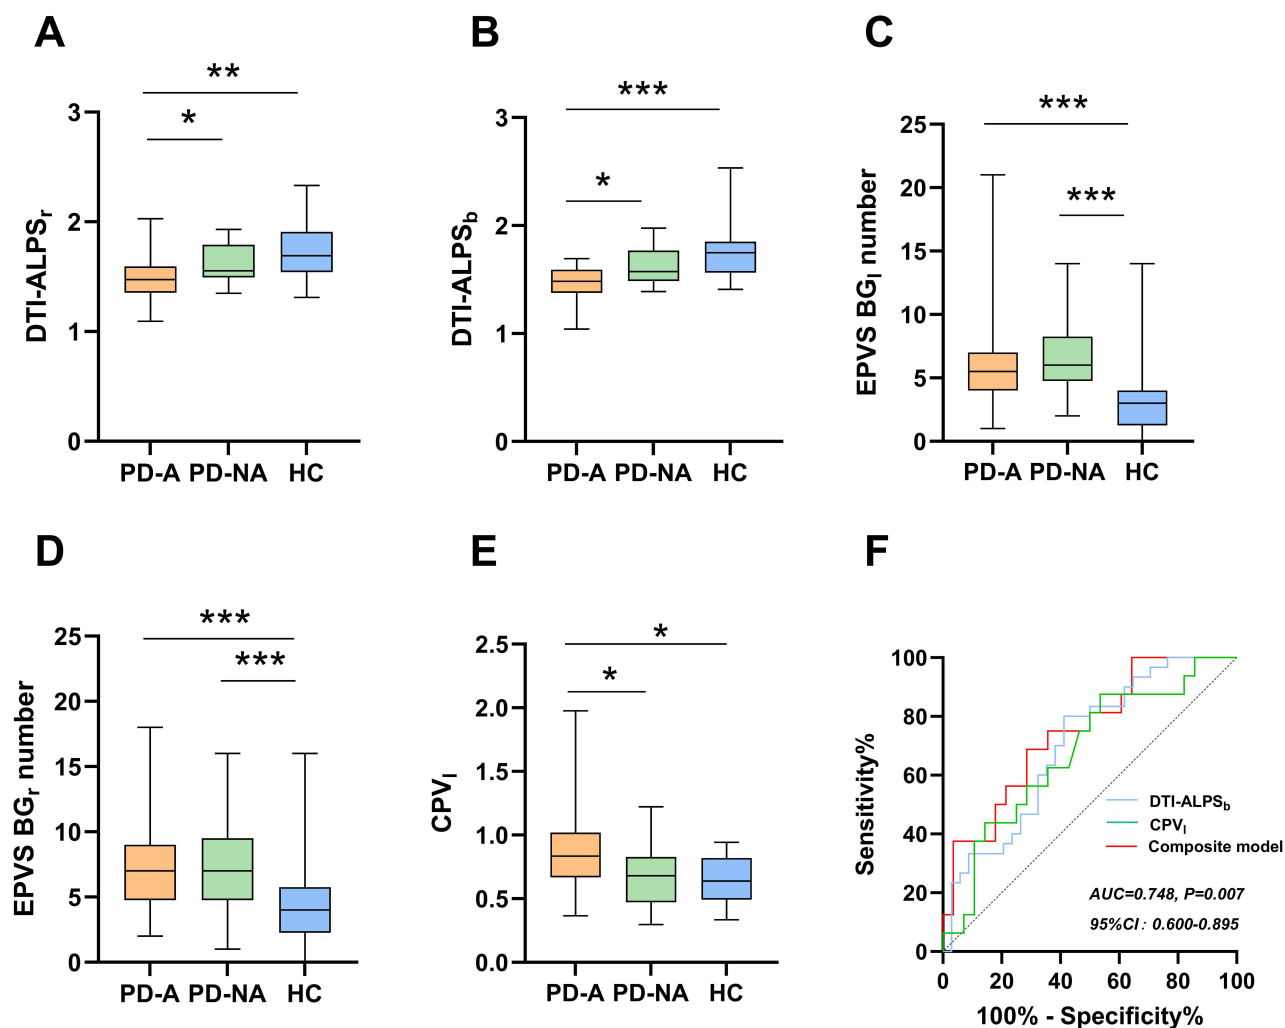 A
**
*
3
2
1
0
DTI-ALPSr
PD-A PD-NA HC
B
***
*
3
2
1
0
DTI-ALPSb
PD-A PD-NA HC
C
***
***
25
20
15
10
5
0
EPVS BGl number
PD-A PD-NA HC
D
***
***
25
20
15
10
5
0
EPVS BGr number
PD-A PD-NA HC
E
*
*
2.5
2.0
1.5
1.0
0.5
0.0
CPVl
PD-A PD-NA HC
F
100
80
60
40
20
0
Sensitivity%
DTI-ALPSb
CPVl
Composite model
AUC=0.748, P=0.007
95%CI: 0.600-0.895
0 20 40 60 80 100
100% - Specificity%